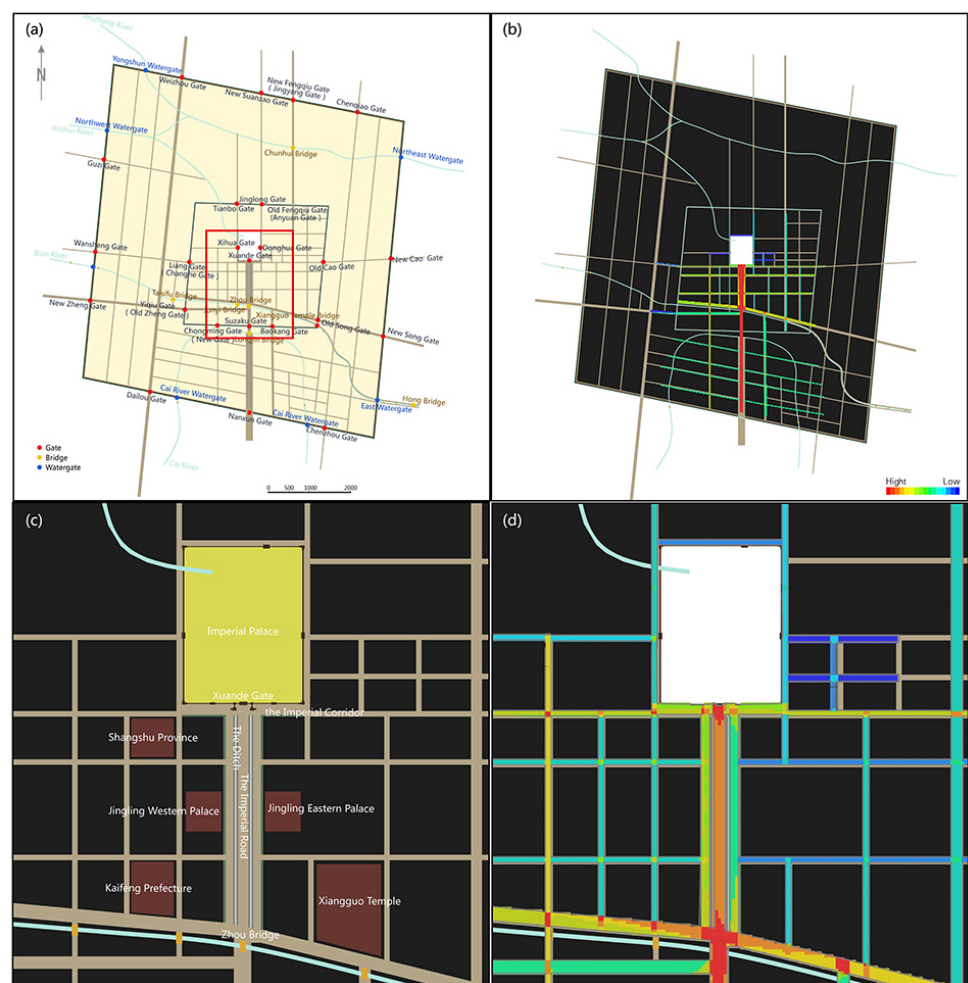 (a)
Wuzhang River
N
Yongshun Watergate
Weizhou Gate
New Suanzao Gate
New Fengqiu Gate
( Jingyang Gate )
Chenqiao Gate
Northwest Watergate
Jinshui River
Chunhui Bridge
Northeast Watergate
Guzi Gate
Jinglong Gate
Tianbo Gate
Old Fengqiu Gate
(Anyuan Gate )
Xihua Gate
Donghua Gate
Xuande Gate
Wansheng Gate
Bian River
Liang Gate
( Changhe Gate )
Old Cao Gate
New Cao Gate
New Zheng Gate
Taisfu Bridge
Yiqiu Gate
( Old Zheng Gate )
Zhou Bridge
Xiangguo Temple Bridge
Suzaku Gate
Old Song Gate
New Song Gate
Chongming Gate
( New Gate )
Baokang Gate
Dailou Gate
Cai River Watergate
Nanxun Gate
Cai River Watergate
Chenzhou Gate
East Watergate
Hong Bridge
Cai River
Gate
Bridge
Watergate
0 500 1000 2000
(b)
Hight Low
(c)
Imperial Palace
Xuande Gate
the Imperial Corridor
Shangshu Province
The Ditch
The Imperial Road
Jingling Western Palace
Jingling Eastern Palace
Kaifeng Prefecture
Xiangguo Temple
Zhou Bridge
(d)